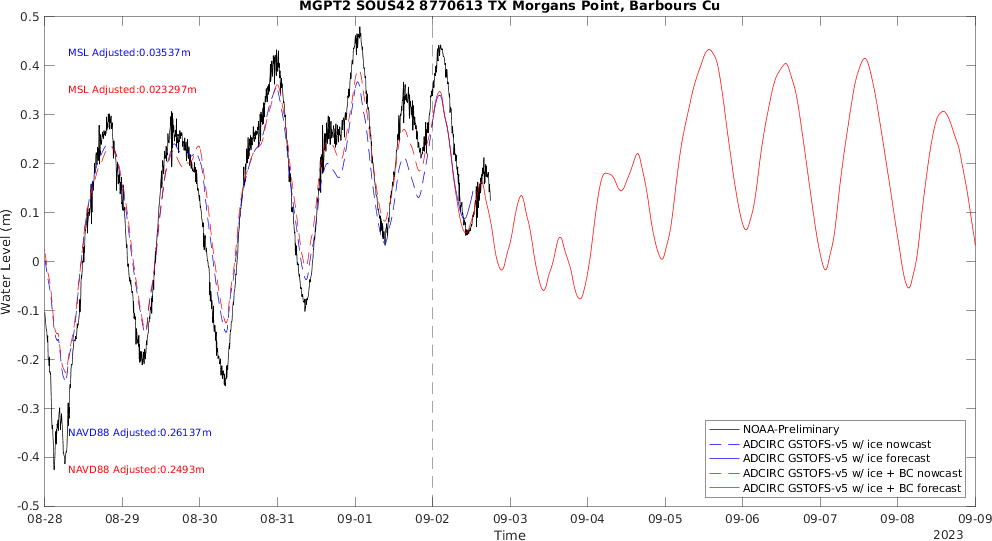 MGPT2 SOUS42 8770613 TX Morgans Point, Barbours Cu
0.5
0.4
0.3
0.2
0.1
0
-0.1
-0.2
-0.3
-0.4
-0.5
Water Level (m)
MSL Adjusted:0.03537m
MSL Adjusted:0.023297m
NAVD88 Adjusted:0.26137m
NAVD88 Adjusted:0.2493m
NOAA-Preliminary
ADCIRC GSTOFS-v5 w/ ice nowcast
ADCIRC GSTOFS-v5 w/ ice forecast
ADCIRC GSTOFS-v5 w/ ice + BC nowcast
ADCIRC GSTOFS-v5 w/ ice + BC forecast
08-28 08-29 08-30 08-31 09-01 09-02 09-03 09-04 09-05 09-06 09-07 09-08 09-09
Time
2023